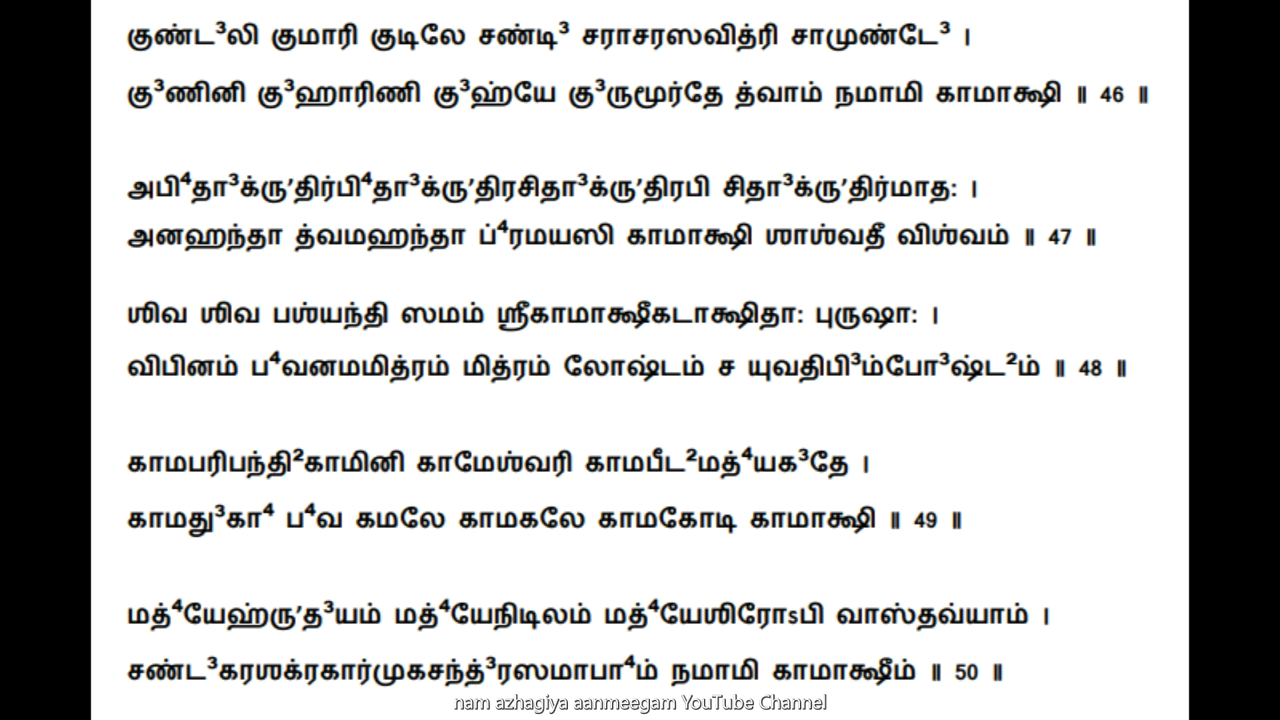 குண்ட³லி குமாரி குடிலே சண்டி³ சராசரஸவித்ரி சாமுண்டே³ ।
கு³ணினி கு³ஹாரிணி கு³ஹ்யே கு³ருமூர்தே த்வாம் நமாமி காமாக்ஷி ॥ 46 ॥
அபி⁴தா³க்ரு’திர்பி⁴தா³க்ரு’திரசிதா³க்ரு’திரபி சிதா³க்ரு’திர்மாத: ।
அனஹந்தா த்வமஹந்தா ப்⁴ரமயஸி காமாக்ஷி ஶாஶ்வதீ விஶ்வம் ॥ 47 ॥
ஶிவ ஶிவ பஶ்யந்தி ஸமம் ஶ்ரீகாமாக்ஷீகடாக்ஷிதா: புருஷா: ।
விபினம் ப⁴வனமமித்ரம் மித்ரம் லோஷ்டம் ச யுவதிபி³ம்போ³ஷ்ட²ம் ॥ 48 ॥
காமபரிபந்தி²காமினி காமேஶ்வரி காமபீட²மத்⁴யக³தே ।
காமது³கா⁴ ப⁴வ கமலே காமகலே காமகோடி காமாக்ஷி ॥ 49 ॥
மத்⁴யேஹ்ரு’த³யம் மத்⁴யேநிடிலம் மத்⁴யேஶிரோsபி வாஸ்தவ்யாம் ।
சண்ட³கரஶக்ரகார்முகசந்த்³ரஸமாபா⁴ம் நமாமி காமாக்ஷீம் ॥ 50 ॥
nam azhagiya aanmeegam YouTube Channel